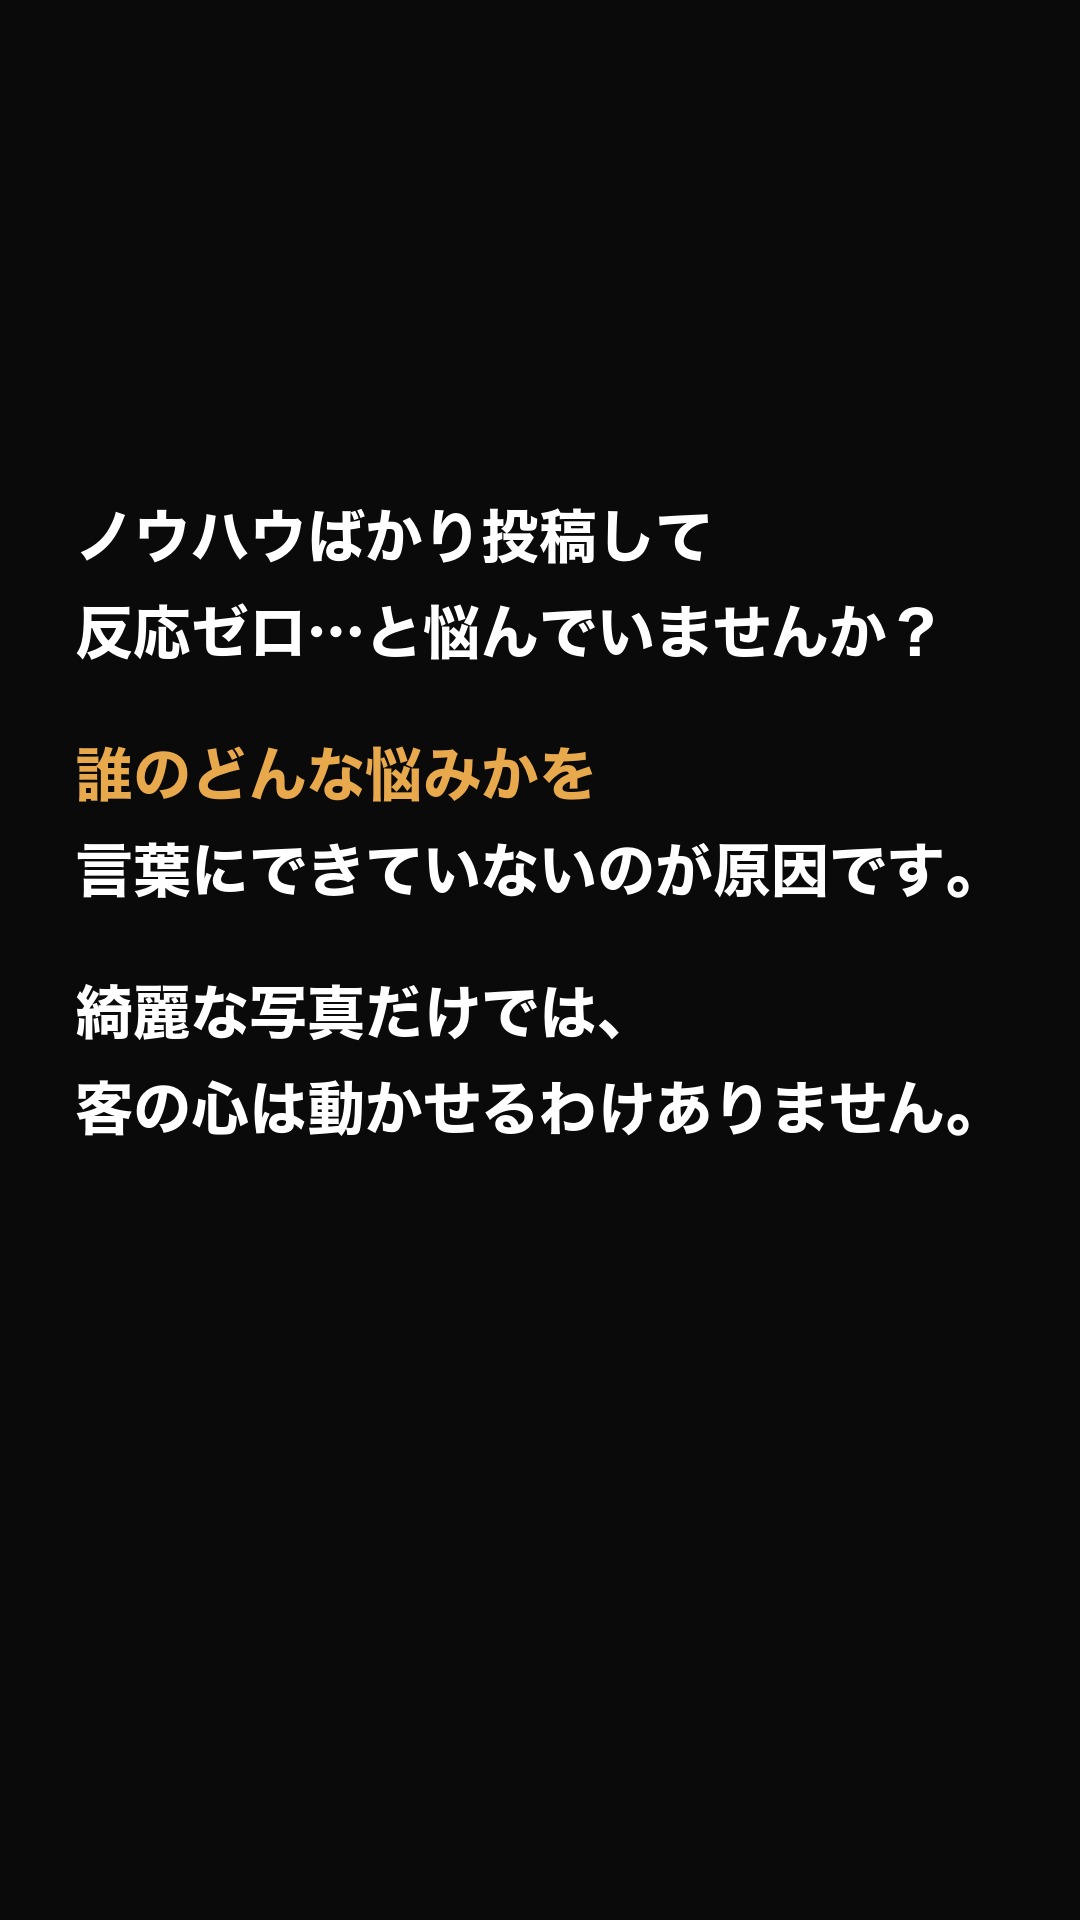 ノウハウばかり投稿して
反応ゼロ…と悩んでいませんか？
誰のどんな悩みかを
言葉にできていないのが原因です。
綺麗な写真だけでは、
客の心は動かせるわけありません。